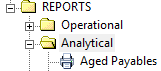 REPORTS
Operational
Analytical
Aged Payables